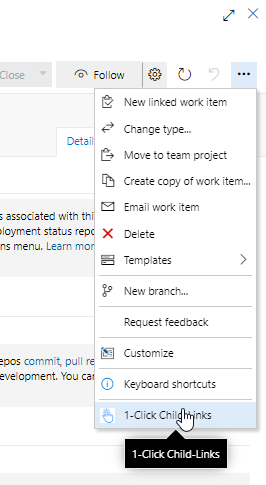 Close
Follow
New linked work item
Change type...
Move to team project
Create copy of work item...
Email work item
Delete
Templates
New branch...
Request feedback
Customize
Keyboard shortcuts
1-Click Child-Links
1-Click Child-Links
Detail
s associated with thi
ployment status repo
ns menu. Learn more
epos commit, pull re
evelopment. You can